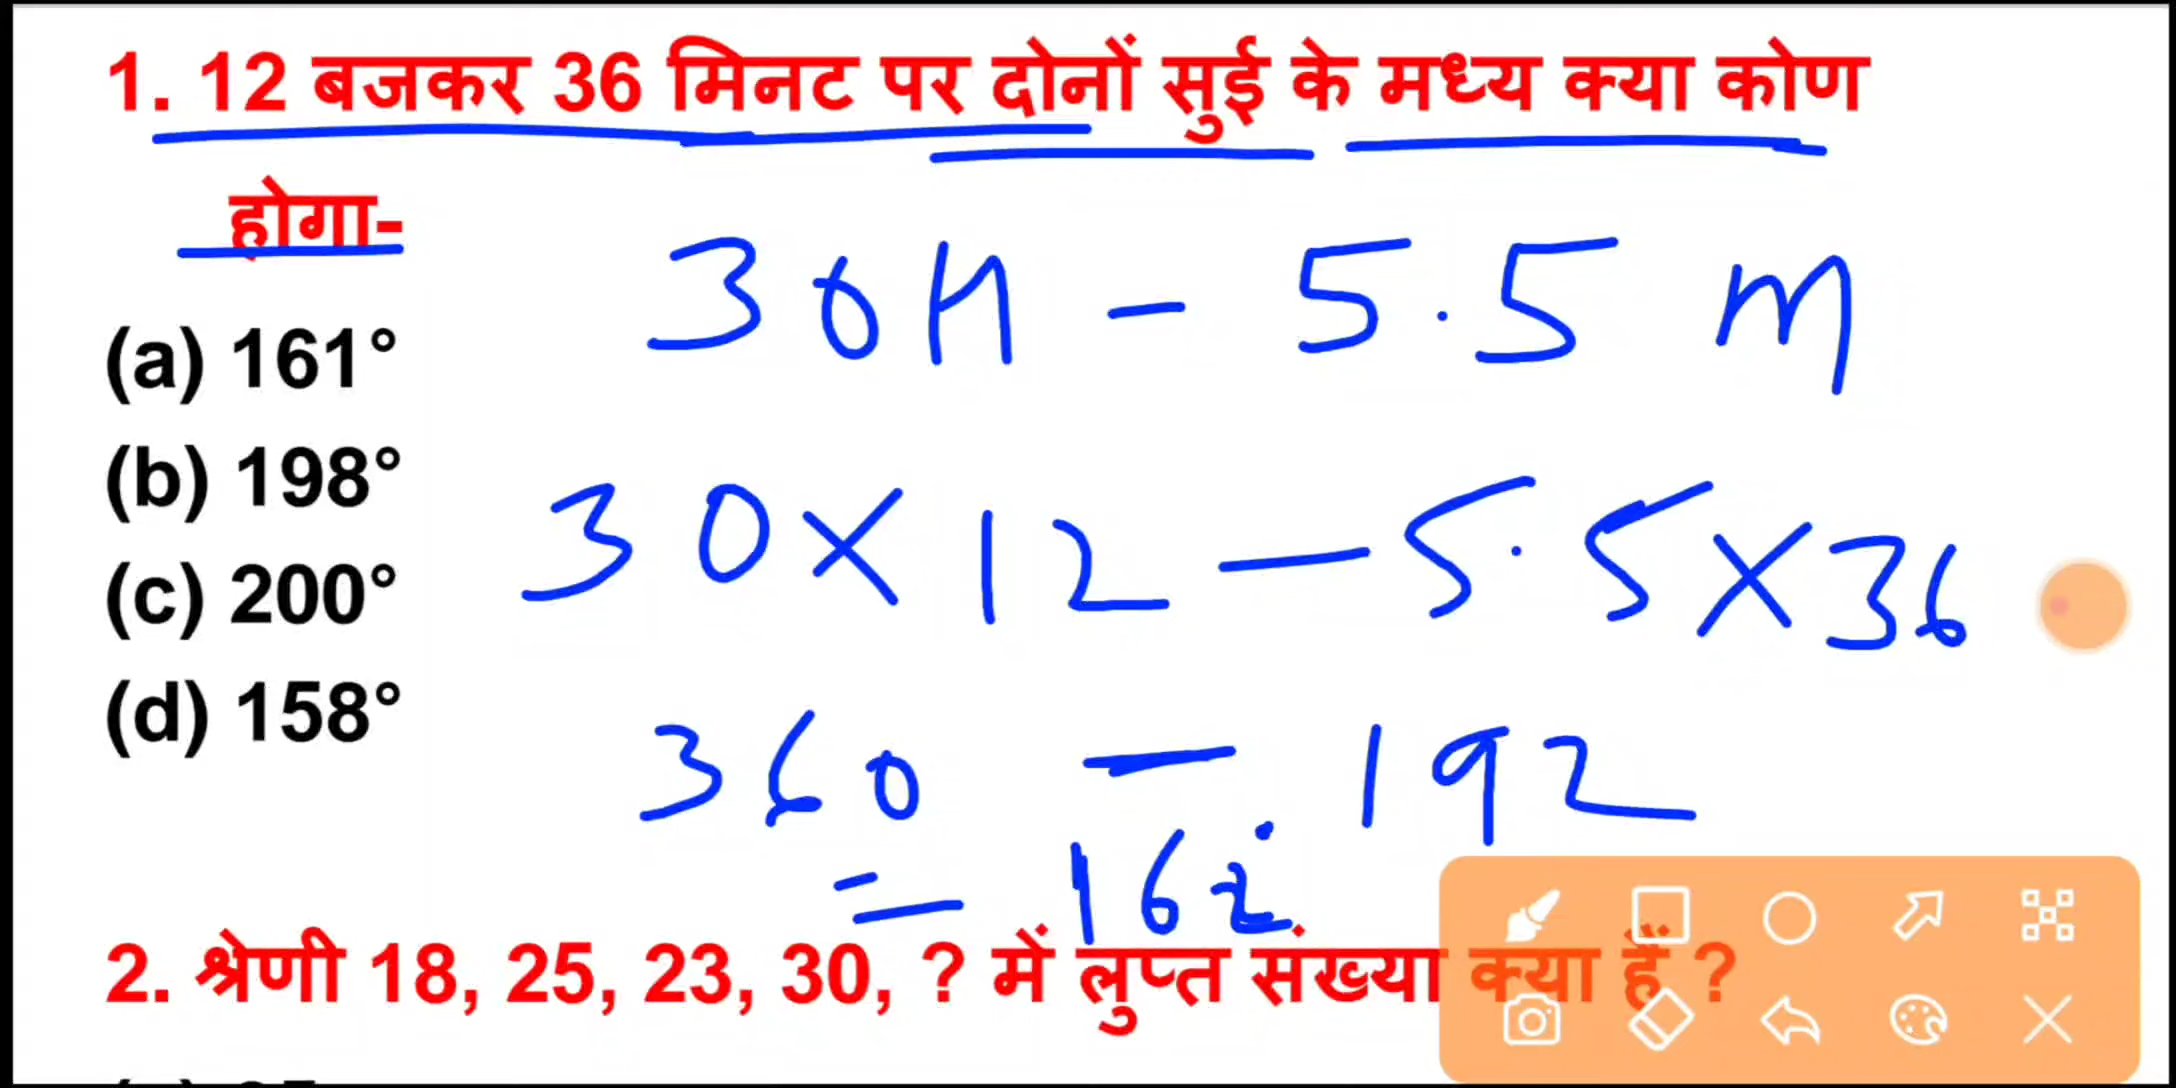 1. 12 बजकर 36 मिनट पर दोनों सुई के मध्य क्या कोण
होगा-
30H - 5.5 M
(a) 161°
(b) 198°
30 × 12 - 5.5 × 36
(c) 200°
(d) 158°
360 - 192
= 162°
2. श्रेणी 18, 25, 23, 30, ? में लुप्त संख्या क्या हैं ?